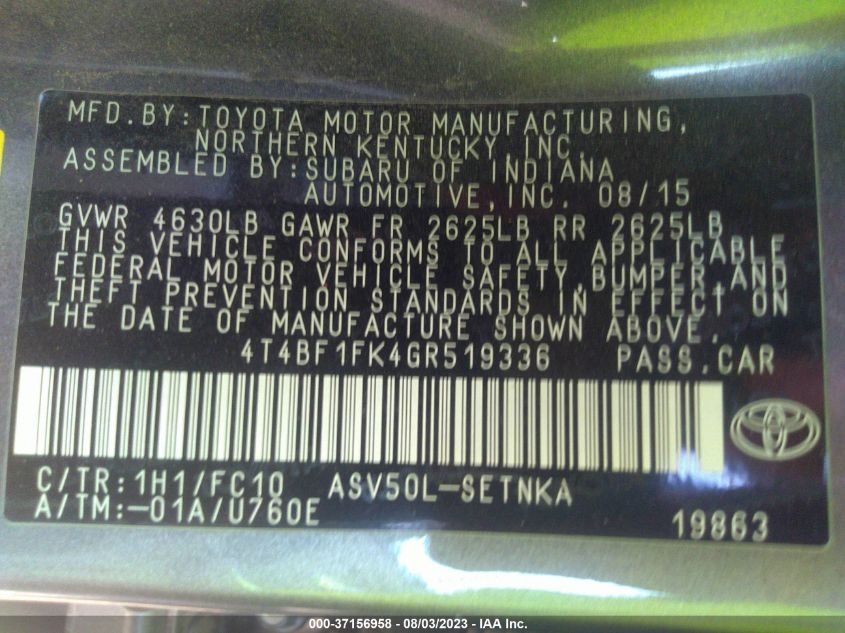 MFD.BY:TOYOTA MOTOR MANUFACTURING,
NORTHERN KENTUCKY,INC.
ASSEMBLED BY:SUBARU OF INDIANA
AUTOMOTIVE,INC. 08/15
GVWR 4630LB GAWR FR 2625LB RR 2625LB
THIS VEHICLE CONFORMS TO ALL APPLICABLE
FEDERAL MOTOR VEHICLE SAFETY,BUMPER,AND
THEFT PREVENTION STANDARDS IN EFFECT ON
THE DATE OF MANUFACTURE SHOWN ABOVE.
4T4BF1FK4GR519336 PASS.CAR
C/TR:1H1/FC10 ASV50L-SETNKA
A/TM:-01A/U760E 19863
000-37156958 - 08/03/2023 - IAA Inc.